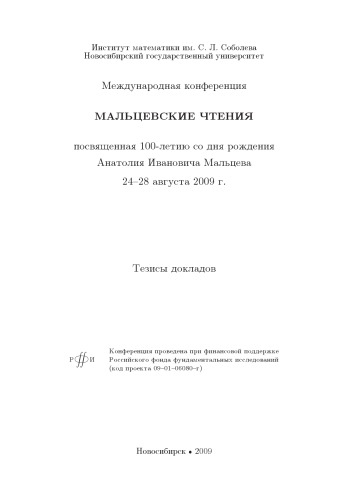 Институт математики им. С. Л. Соболева
Новосибирский государственный университет
Международная конференция
МАЛЬЦЕВСКИЕ ЧТЕНИЯ
посвященная 100-летию со дня рождения
Анатолия Ивановича Мальцева
24–28 августа 2009 г.
Тезисы докладов
Конференция проведена при финансовой поддержке
РффИ Российского фонда фундаментальных исследований
(код проекта 09–01–06080–г)
Новосибирск • 2009